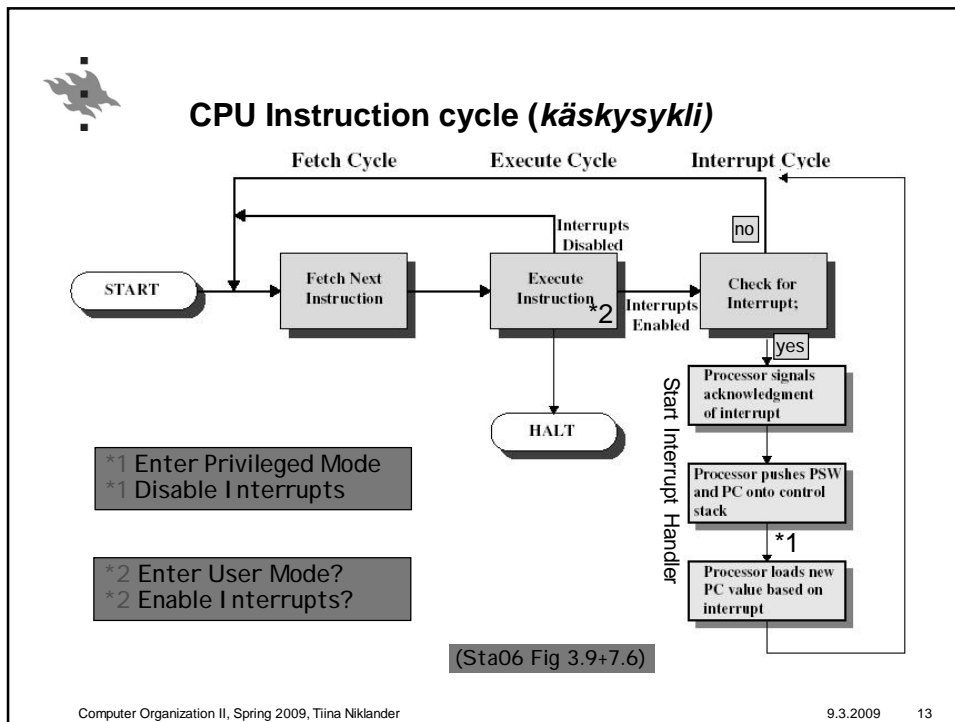 CPU Instruction cycle (käskysykli)
Fetch Cycle
Execute Cycle
Interrupt Cycle
Interrupts
Disabled
no
START
Fetch Next
Instruction
Execute
Instruction
*2
Interrupts
Enabled
Check for
Interrupt;
yes
Start Interrupt Handler
Processor signals
acknowledgment
of interrupt
HALT
*1 Enter Privileged Mode
*1 Disable Interrupts
Processor pushes PSW
and PC onto control
stack
*1
*2 Enter User Mode?
*2 Enable Interrupts?
Processor loads new
PC value based on
interrupt
(Sta06 Fig 3.9+7.6)
Computer Organization II, Spring 2009, Tiina Niklander
9.3.2009
13